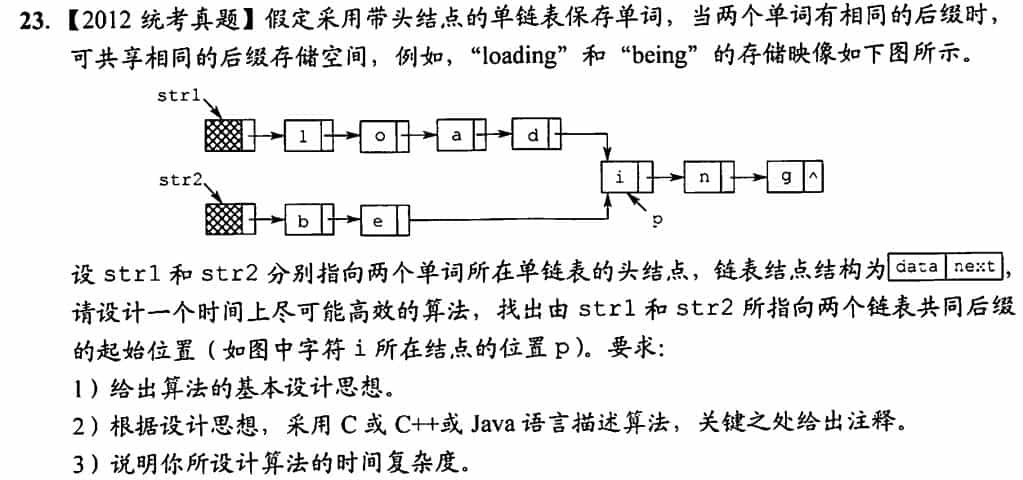 23.【2012 统考真题】假定采用带头结点的单链表保存单词，当两个单词有相同的后缀时，
可共享相同的后缀存储空间，例如，“loading”和“being”的存储映像如下图所示。
str1
l o a d
i n g ^
str2
b e
p
设 str1 和 str2 分别指向两个单词所在单链表的头结点，链表结点结构为 data next，
请设计一个时间上尽可能高效的算法，找出由 str1 和 str2 所指向两个链表共同后缀
的起始位置（如图中字符 i 所在结点的位置 p）。要求：
1）给出算法的基本设计思想。
2）根据设计思想，采用 C 或 C++或 Java 语言描述算法，关键之处给出注释。
3）说明你所设计算法的时间复杂度。